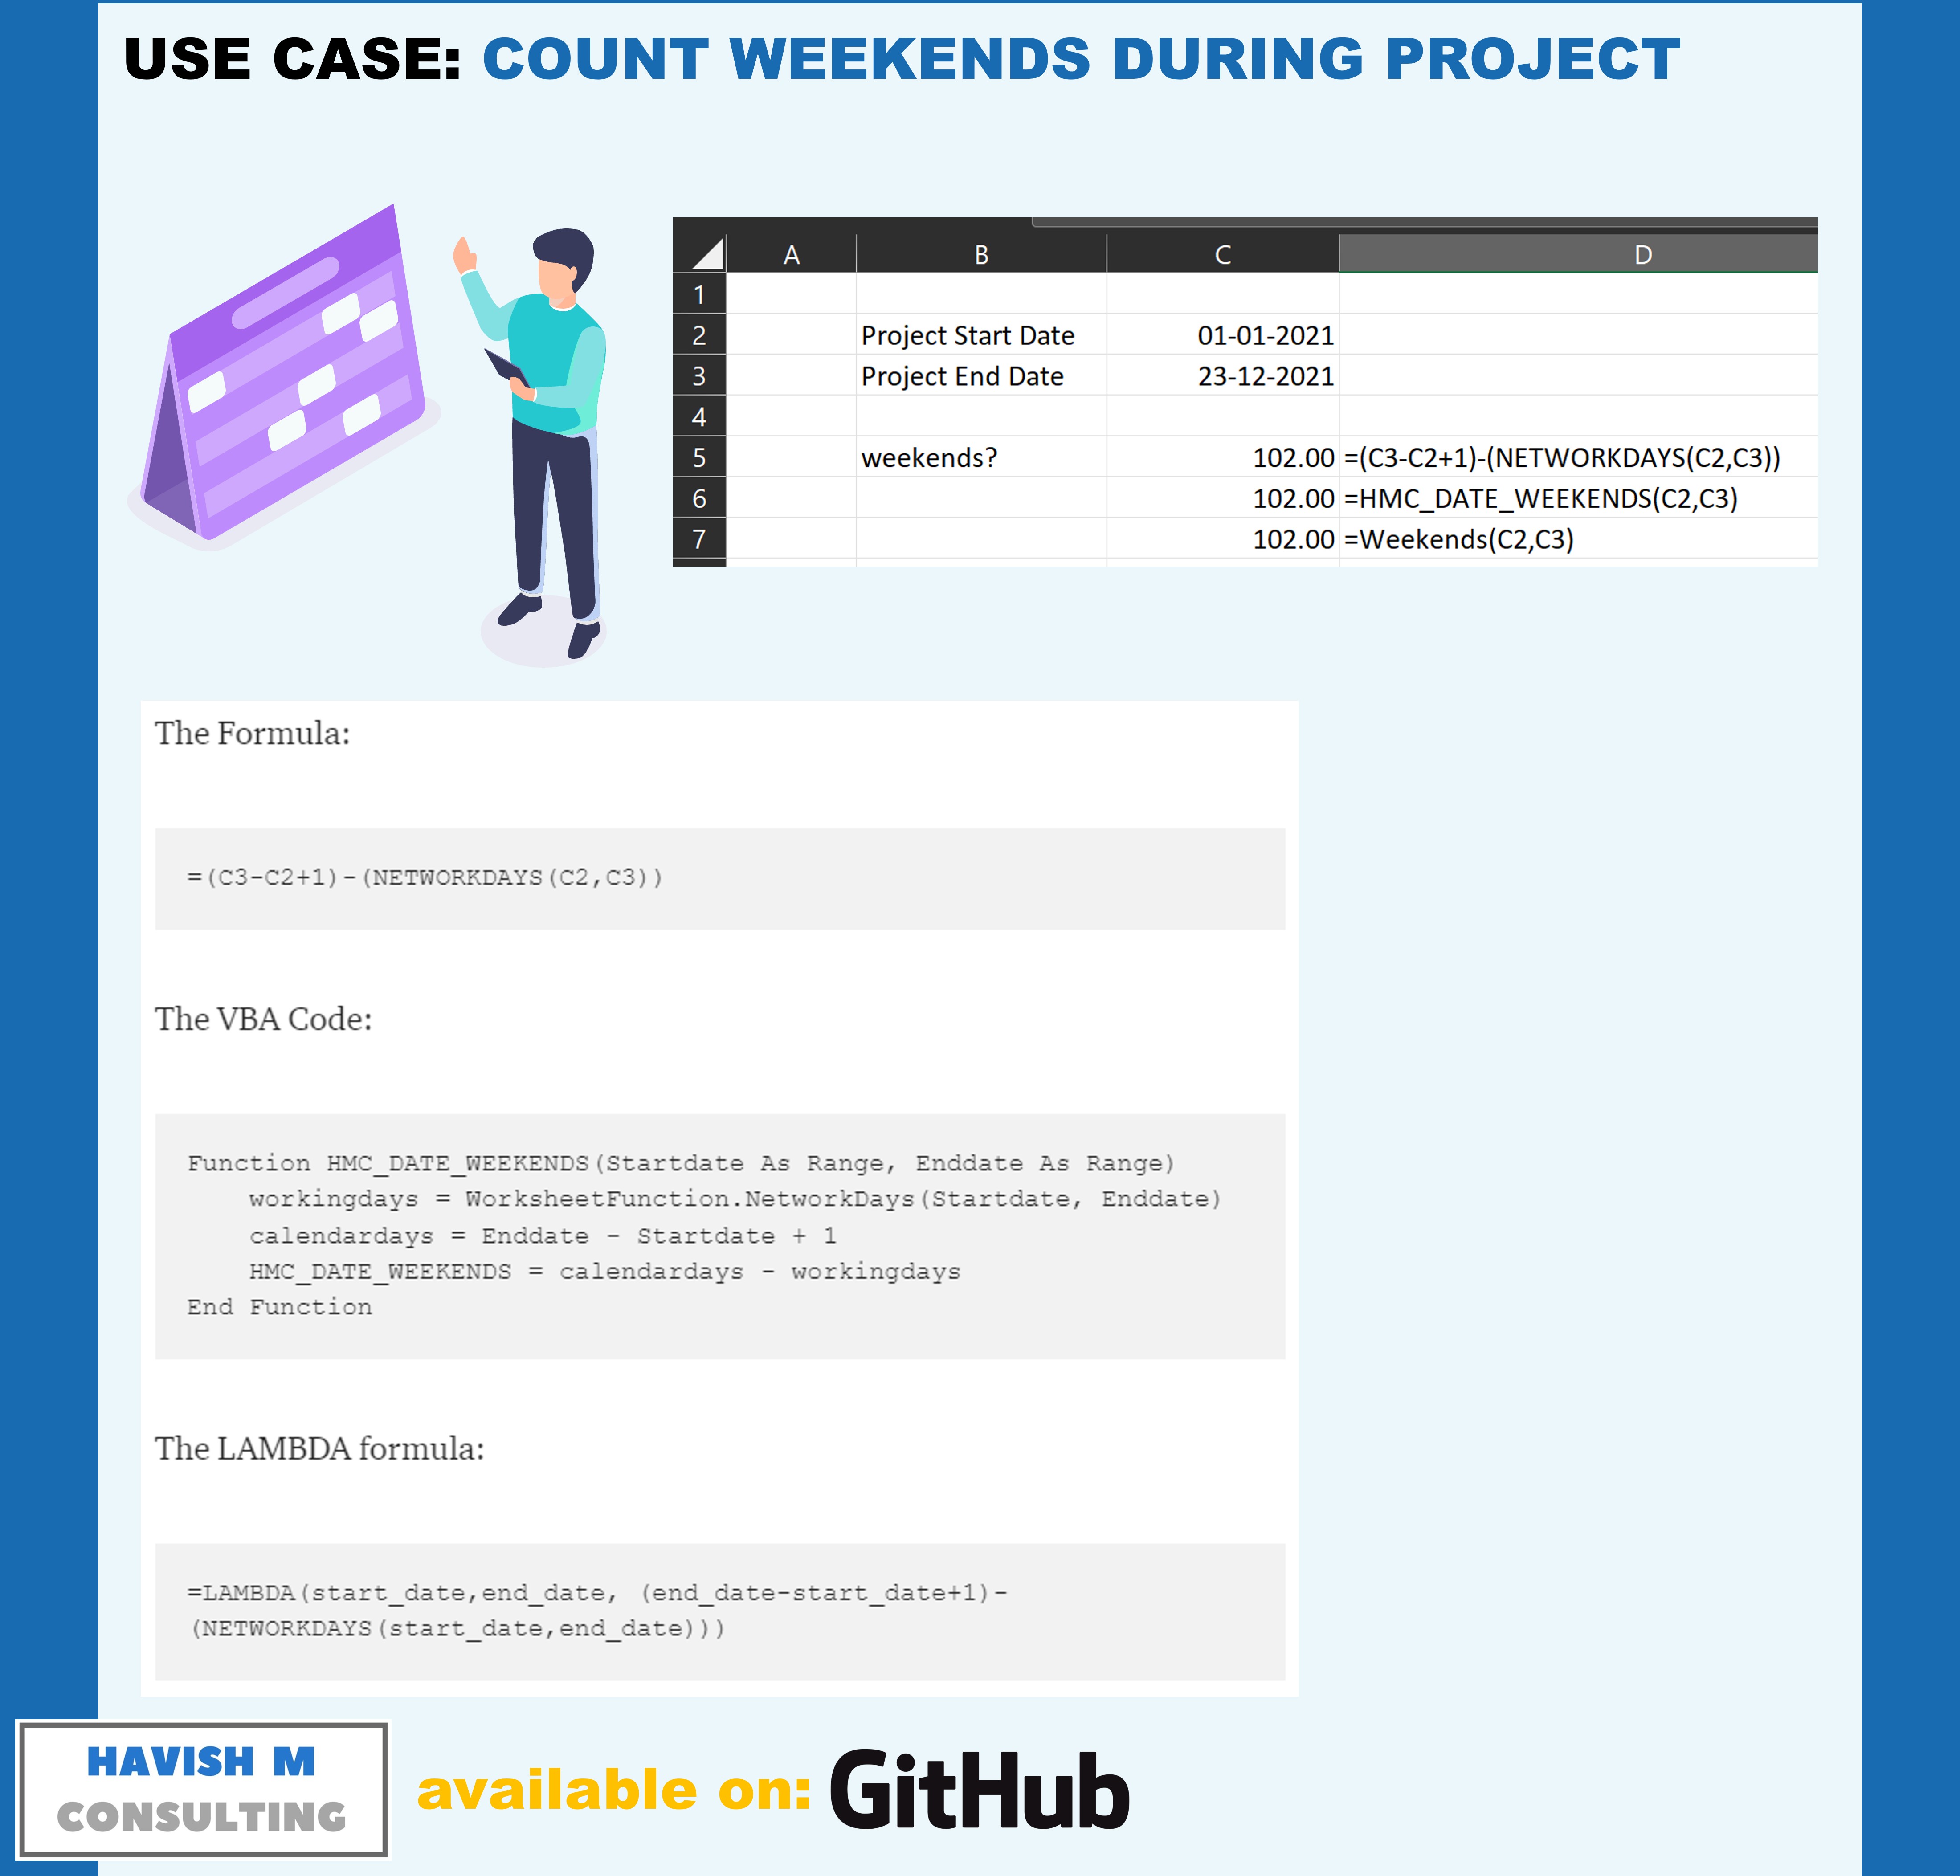 USE CASE: COUNT WEEKENDS DURING PROJECT
A B C D
1
2 Project Start Date 01-01-2021
3 Project End Date 23-12-2021
4
5 weekends? 102.00 =(C3-C2+1)-(NETWORKDAYS(C2,C3))
6 102.00 =HMC_DATE_WEEKENDS(C2,C3)
7 102.00 =Weekends(C2,C3)
The Formula:
=(C3-C2+1)-(NETWORKDAYS(C2,C3))
The VBA Code:
Function HMC_DATE_WEEKENDS(Startdate As Range, Enddate As Range)
    workingdays = WorksheetFunction.NetworkDays(Startdate, Enddate)
    calendardays = Enddate - Startdate + 1
    HMC_DATE_WEEKENDS = calendardays - workingdays
End Function
The LAMBDA formula:
=LAMBDA(start_date,end_date, (end_date-start_date+1)-
(NETWORKDAYS(start_date,end_date)))
HAVISH M
CONSULTING
available on: GitHub